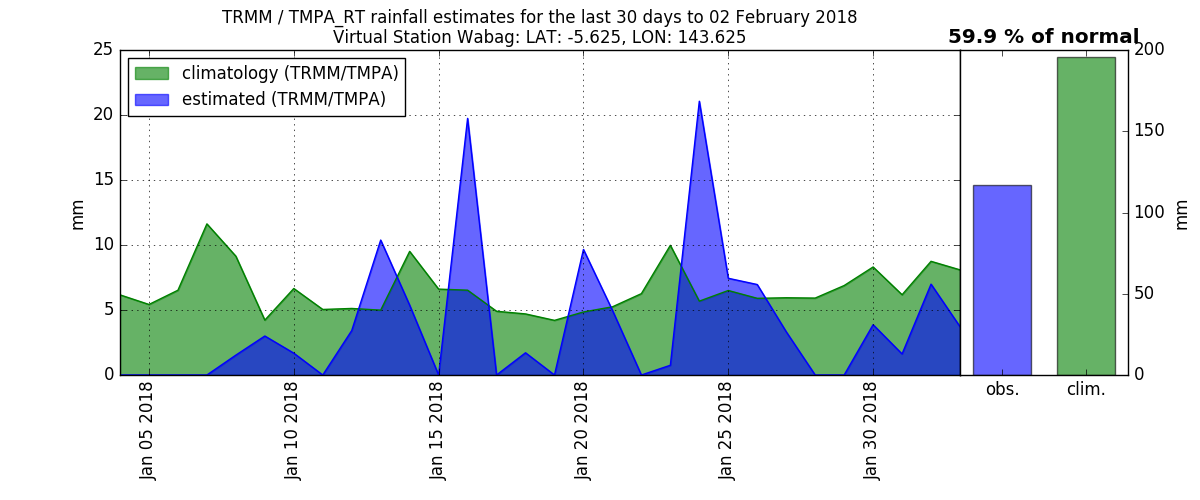 TRMM / TMPA_RT rainfall estimates for the last 30 days to 02 February 2018
Virtual Station Wabag: LAT: -5.625, LON: 143.625
59.9 % of normal
climatology (TRMM/TMPA)
estimated (TRMM/TMPA)
25
20
15
10
5
0
mm
Jan 05 2018
Jan 10 2018
Jan 15 2018
Jan 20 2018
Jan 25 2018
Jan 30 2018
200
150
100
50
0
mm
obs.
clim.